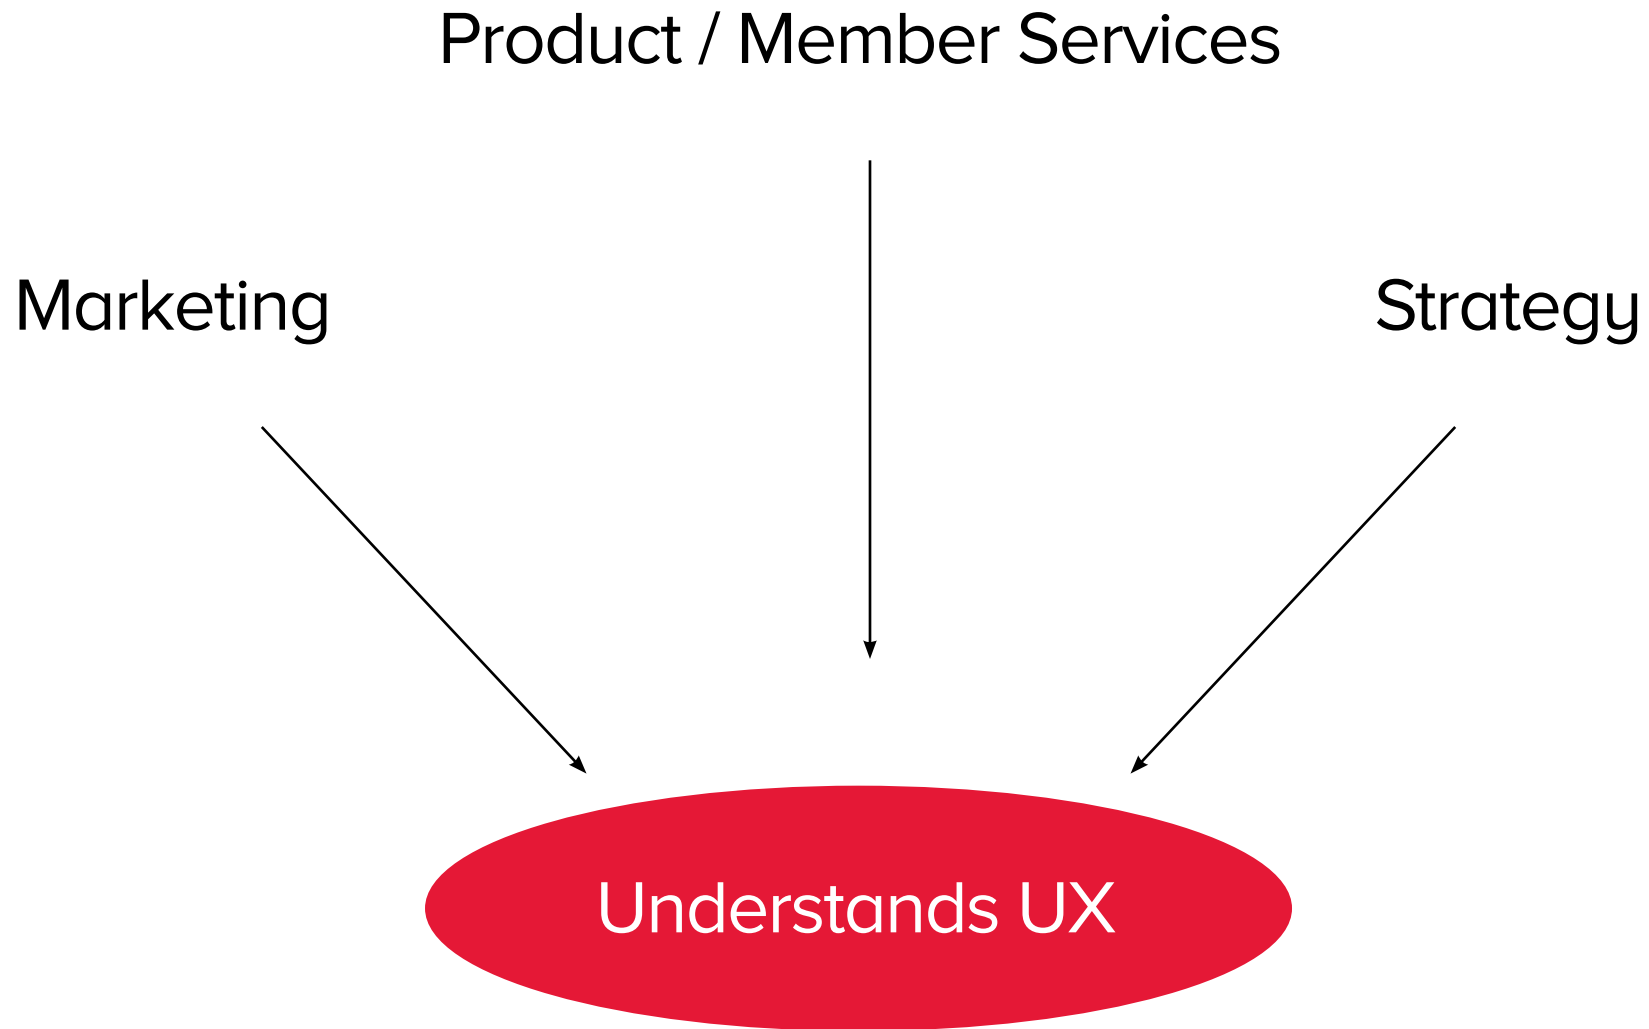 Product / Member Services
Marketing
Strategy
Understands UX